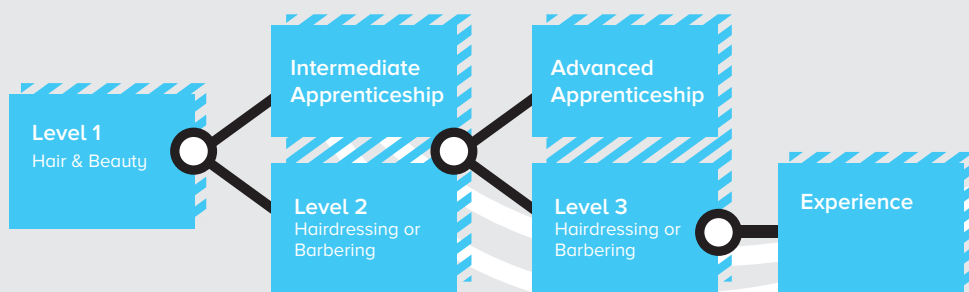 Level 1
Hair & Beauty
Intermediate
Apprenticeship
Level 2
Hairdressing or
Barbering
Advanced
Apprenticeship
Level 3
Hairdressing or
Barbering
Experience